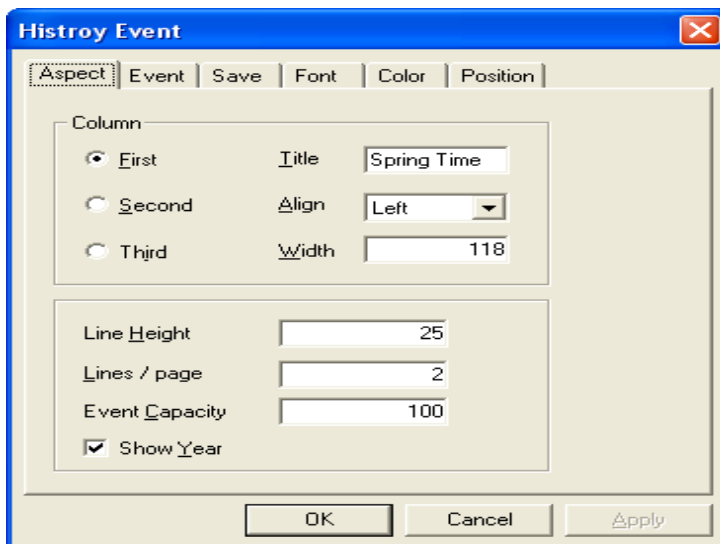 Histroy Event
Aspect Event Save Font Color Position
Column
First Title Spring Time
Second Align Left
Third Width 118
Line Height 25
Lines / page 2
Event Capacity 100
Show Year
OK Cancel Apply